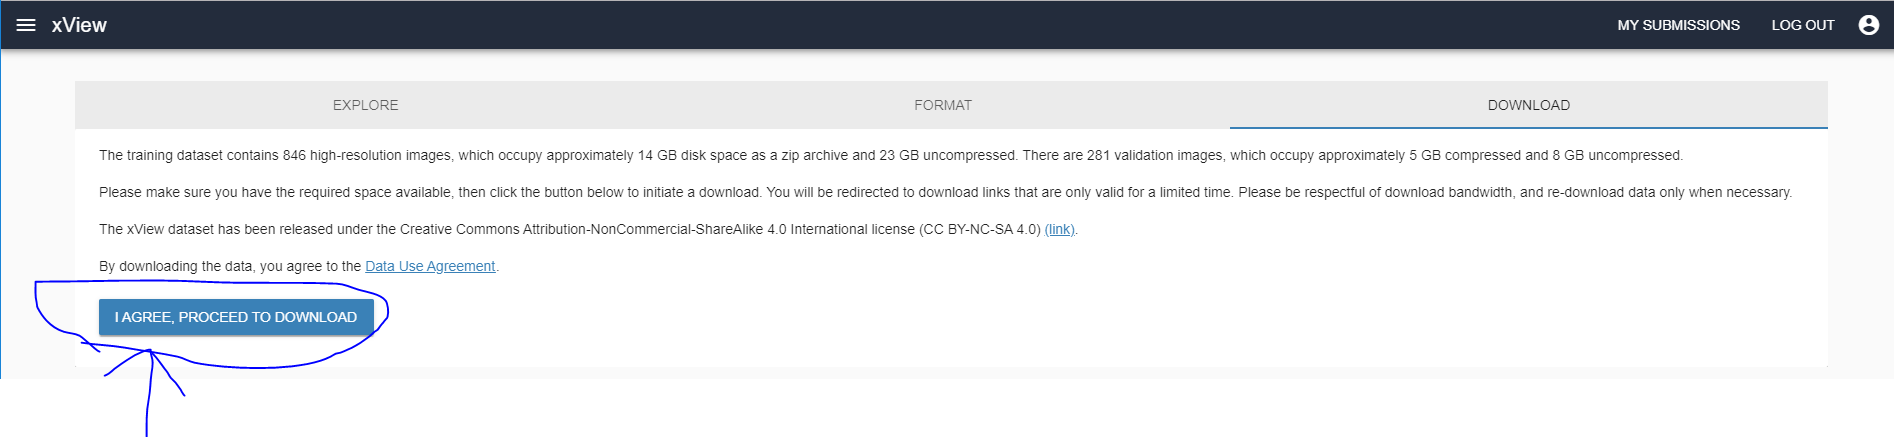 xView
MY SUBMISSIONS
LOG OUT
EXPLORE
FORMAT
DOWNLOAD
The training dataset contains 846 high-resolution images, which occupy approximately 14 GB disk space as a zip archive and 23 GB uncompressed. There are 281 validation images, which occupy approximately 5 GB compressed and 8 GB uncompressed.
Please make sure you have the required space available, then click the button below to initiate a download. You will be redirected to download links that are only valid for a limited time. Please be respectful of download bandwidth, and re-download data only when necessary.
The xView dataset has been released under the Creative Commons Attribution-NonCommercial-ShareAlike 4.0 International license (CC BY-NC-SA 4.0) (link).
By downloading the data, you agree to the Data Use Agreement.
I AGREE, PROCEED TO DOWNLOAD